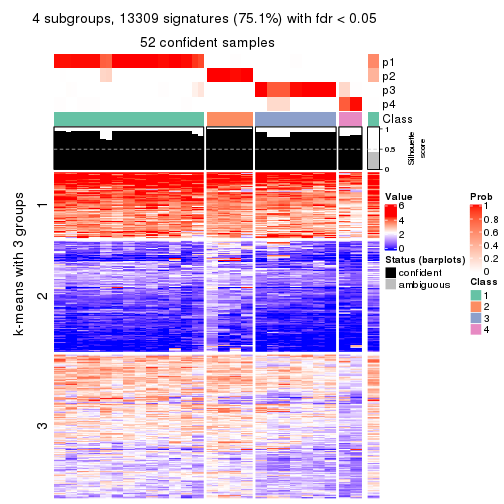 4 subgroups, 13309 signatures (75.1%) with fdr < 0.05
52 confident samples
p1
p2
p3
p4
Class
1
0.5
0
Silhouette
score
k-means with 3 groups
1
2
3
Value
6
4
2
0
Status (barplots)
confident
ambiguous
Prob
1
0.8
0.6
0.4
0.2
0
Class
1
2
3
4